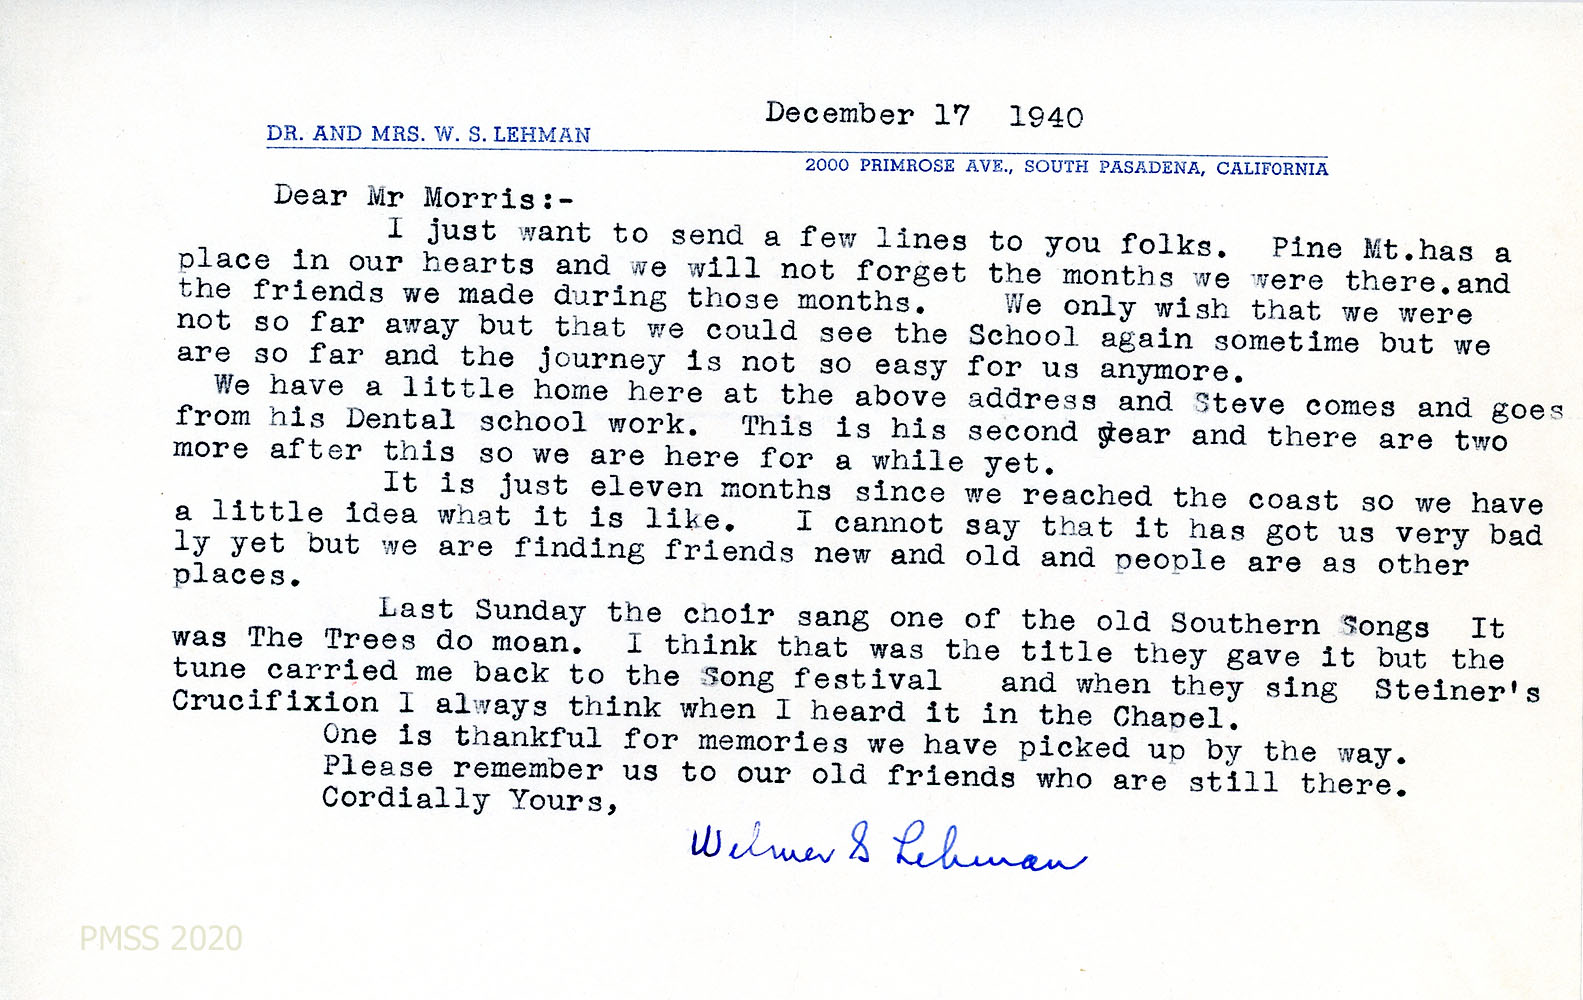 December 17 1940
DR. AND MRS. W. S. LEHMAN
2000 PRIMROSE AVE., SOUTH PASADENA, CALIFORNIA
Dear Mr Morris:-
I just want to send a few lines to you folks. Pine Mt.has a
place in our hearts and we will not forget the months we were there.and
the friends we made during those months. We only wish that we were
not so far away but that we could see the School again sometime but we
are so far and the journey is not so easy for us anymore.
We have a little home here at the above address and Steve comes and goes
from his Dental school work. This is his second year and there are two
more after this so we are here for a while yet.
It is just eleven months since we reached the coast so we have
a little idea what it is like. I cannot say that it has got us very bad
ly yet but we are finding friends new and old and people are as other
places.
Last Sunday the choir sang one of the old Southern Songs It
was The Trees do moan. I think that was the title they gave it but the
tune carried me back to the Song festival and when they sing Steiner's
Crucifixion I always think when I heard it in the Chapel.
One is thankful for memories we have picked up by the way.
Please remember us to our old friends who are still there.
Cordially Yours,
Wilmer S Lehman
PMSS 2020